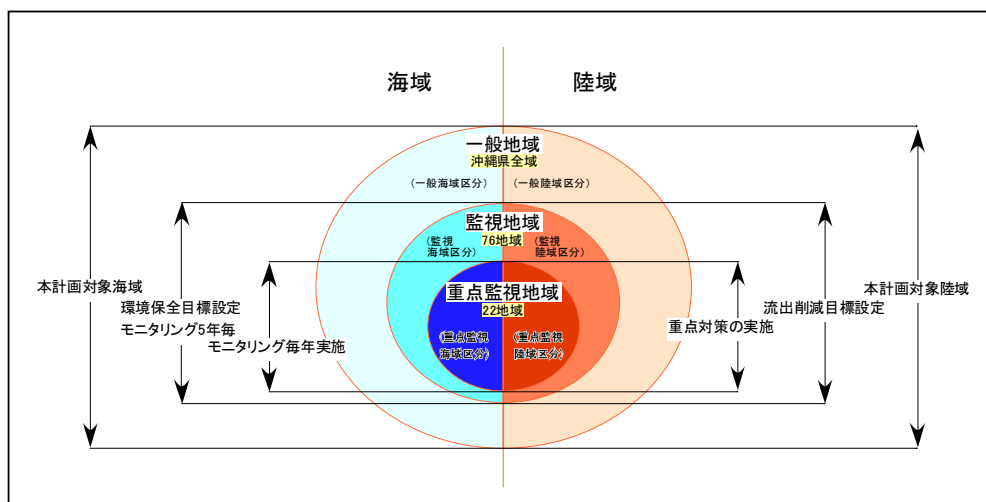 海域
陸域
一般地域
沖縄県全域
（一般海域区分）
（一般陸域区分）
監視地域
76地域
（監視
海域区分）
（監視
陸域区分）
重点監視地域
22地域
（重点監視
海域区分）
（重点監視
陸域区分）
本計画対象海域
環境保全目標設定
モニタリング5年毎
モニタリング毎年実施
重点対策の実施
流出削減目標設定
本計画対象陸域